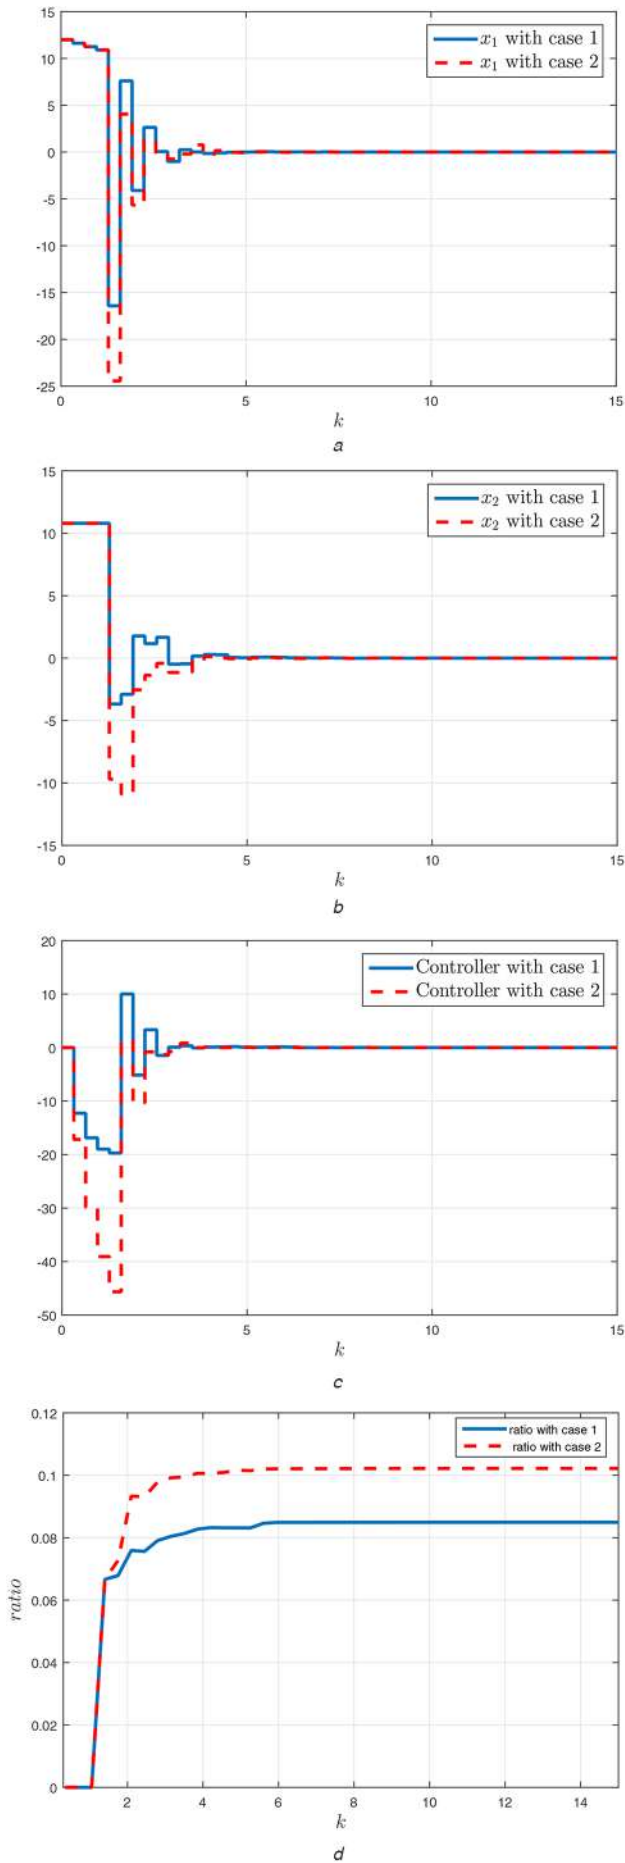 15
10
5
0
-5
-10
-15
-20
-25
x₁ with case 1
x₁ with case 2
0 5 10 15
k
a
15
10
5
0
-5
-10
-15
x₂ with case 1
x₂ with case 2
0 5 10 15
k
b
20
10
0
-10
-20
-30
-40
-50
Controller with case 1
Controller with case 2
0 5 10 15
k
c
0.12
0.1
0.08
0.06
0.04
0.02
0
ratio
ratio with case 1
ratio with case 2
2 4 6 8 10 12 14
k
d